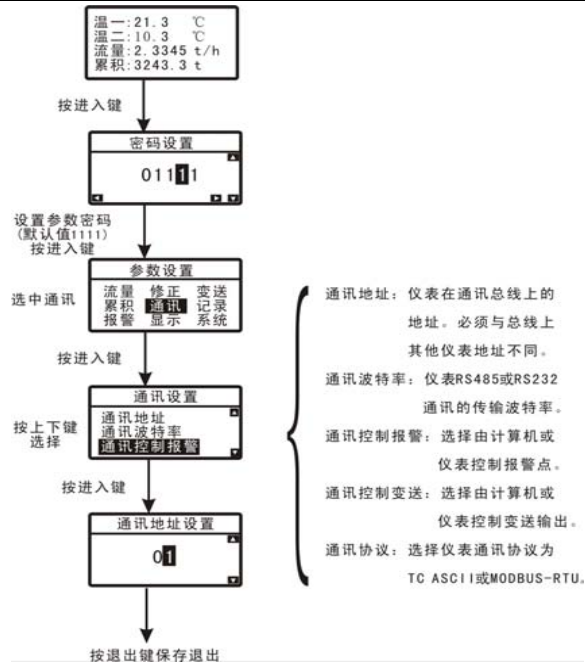 温一:21.3 ℃
温二:10.3 ℃
流量:2.3345 t/h
累积:3243.3 t
按进入键
密码设置
01111
设置参数密码
(默认值1111)
按进入键
参数设置
选中通讯
流量 修正 变送
累积 通讯 记录
报警 显示 系统
按进入键
通讯设置
按上下键
选择
通讯地址
通讯波特率
通讯控制报警
按进入键
通讯地址设置
01
按退出键保存退出
通讯地址：仪表在通讯总线上的
地址。必须与总线上
其他仪表地址不同。
通讯波特率：仪表RS485或RS232
通讯的传输波特率。
通讯控制报警：选择由计算机或
仪表控制报警点。
通讯控制变送：选择由计算机或
仪表控制变送输出。
通讯协议：选择仪表通讯协议为
TC ASCII或MODBUS-RTU。